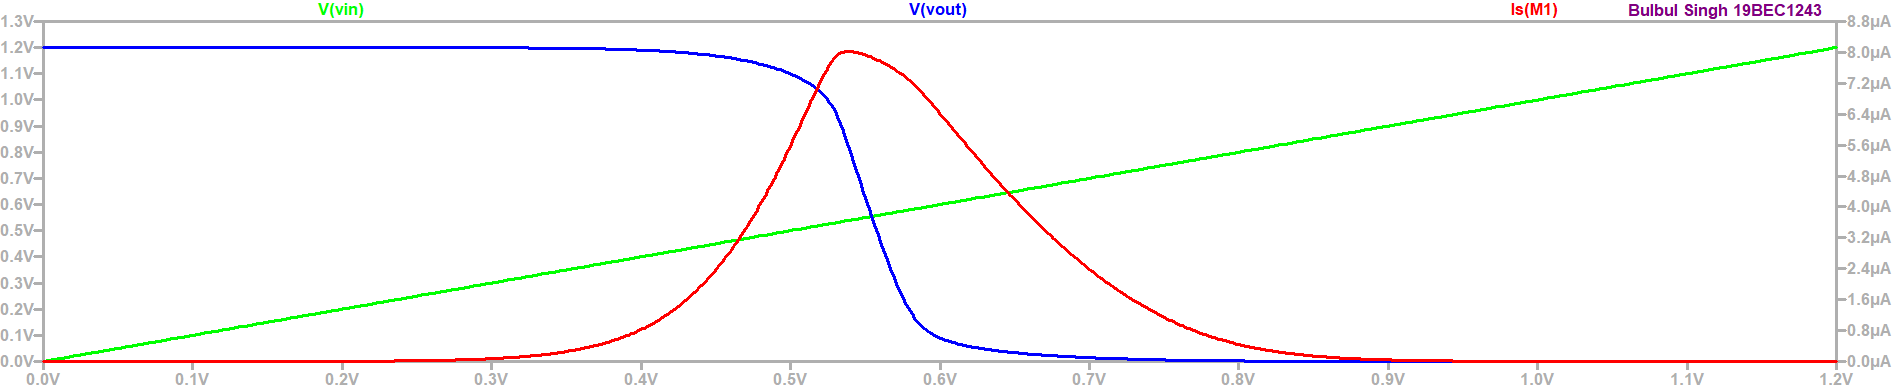 V(vin) V(vout) Is(M1) Bulbul Singh 19BEC1243
1.3V 8.8µA
1.2V 8.0µA
1.1V 7.2µA
1.0V 6.4µA
0.9V 5.6µA
0.8V 4.8µA
0.7V 4.0µA
0.6V 3.2µA
0.5V 2.4µA
0.4V 1.6µA
0.3V 0.8µA
0.2V 0.0µA
0.1V
0.0V
0.0V 0.1V 0.2V 0.3V 0.4V 0.5V 0.6V 0.7V 0.8V 0.9V 1.0V 1.1V 1.2V